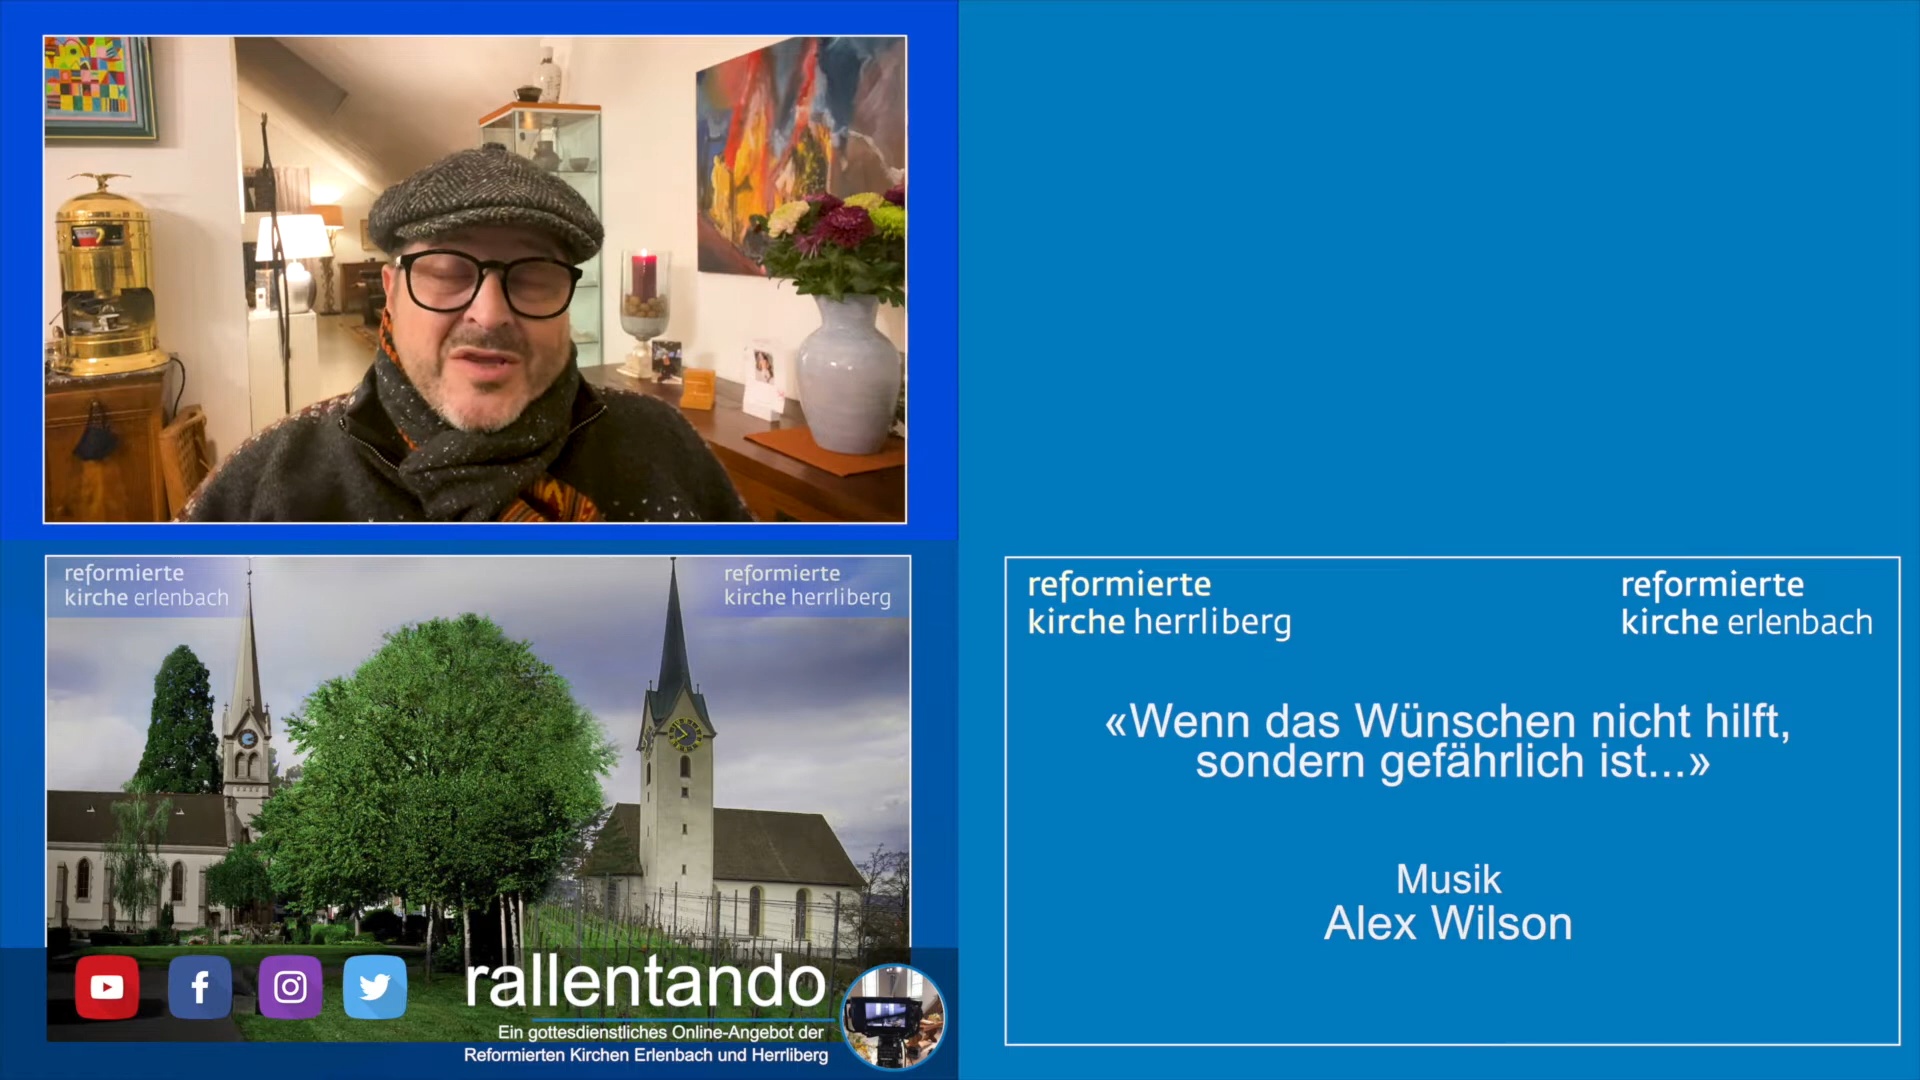 reformierte
kirche erlenbach
reformierte
kirche herrliberg
rallentando
Ein gottesdienstliches Online-Angebot der
Reformierten Kirchen Erlenbach und Herrliberg
reformierte
kirche herrliberg
reformierte
kirche erlenbach
«Wenn das Wünschen nicht hilft,
sondern gefährlich ist...»
Musik
Alex Wilson